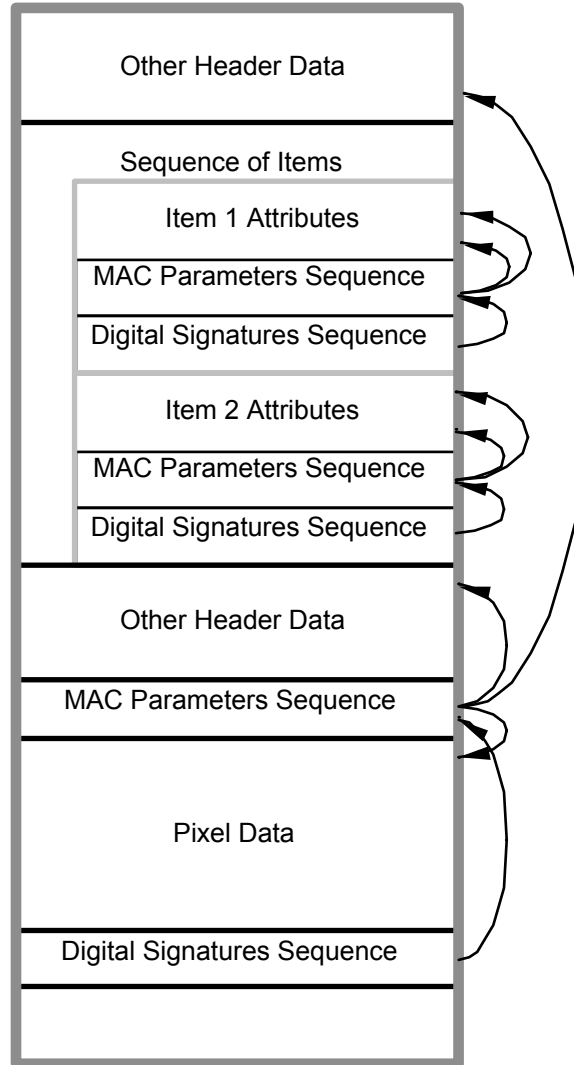 Other Header Data
Sequence of Items
Item 1 Attributes
MAC Parameters Sequence
Digital Signatures Sequence
Item 2 Attributes
MAC Parameters Sequence
Digital Signatures Sequence
Other Header Data
MAC Parameters Sequence
Pixel Data
Digital Signatures Sequence